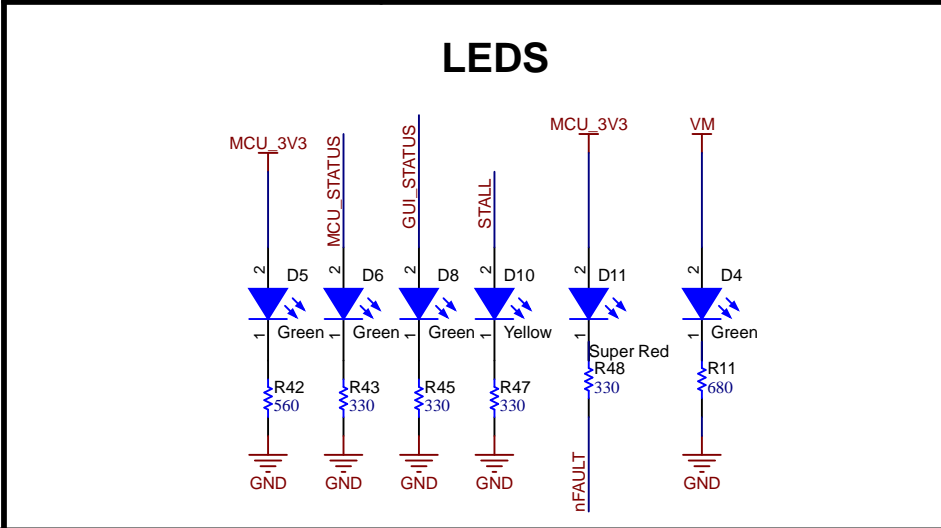 LEDS
MCU_3V3
MCU_STATUS
GUI_STATUS
STALL
MCU_3V3
VM
2
D5
2
D6
2
D8
2
D10
2
D11
2
D4
1
Green
1
Green
1
Green
1
Yellow
1
Super Red
1
Green
R42
560
R43
330
R45
330
R47
330
R48
330
R11
680
GND
GND
GND
GND
nFAULT
GND